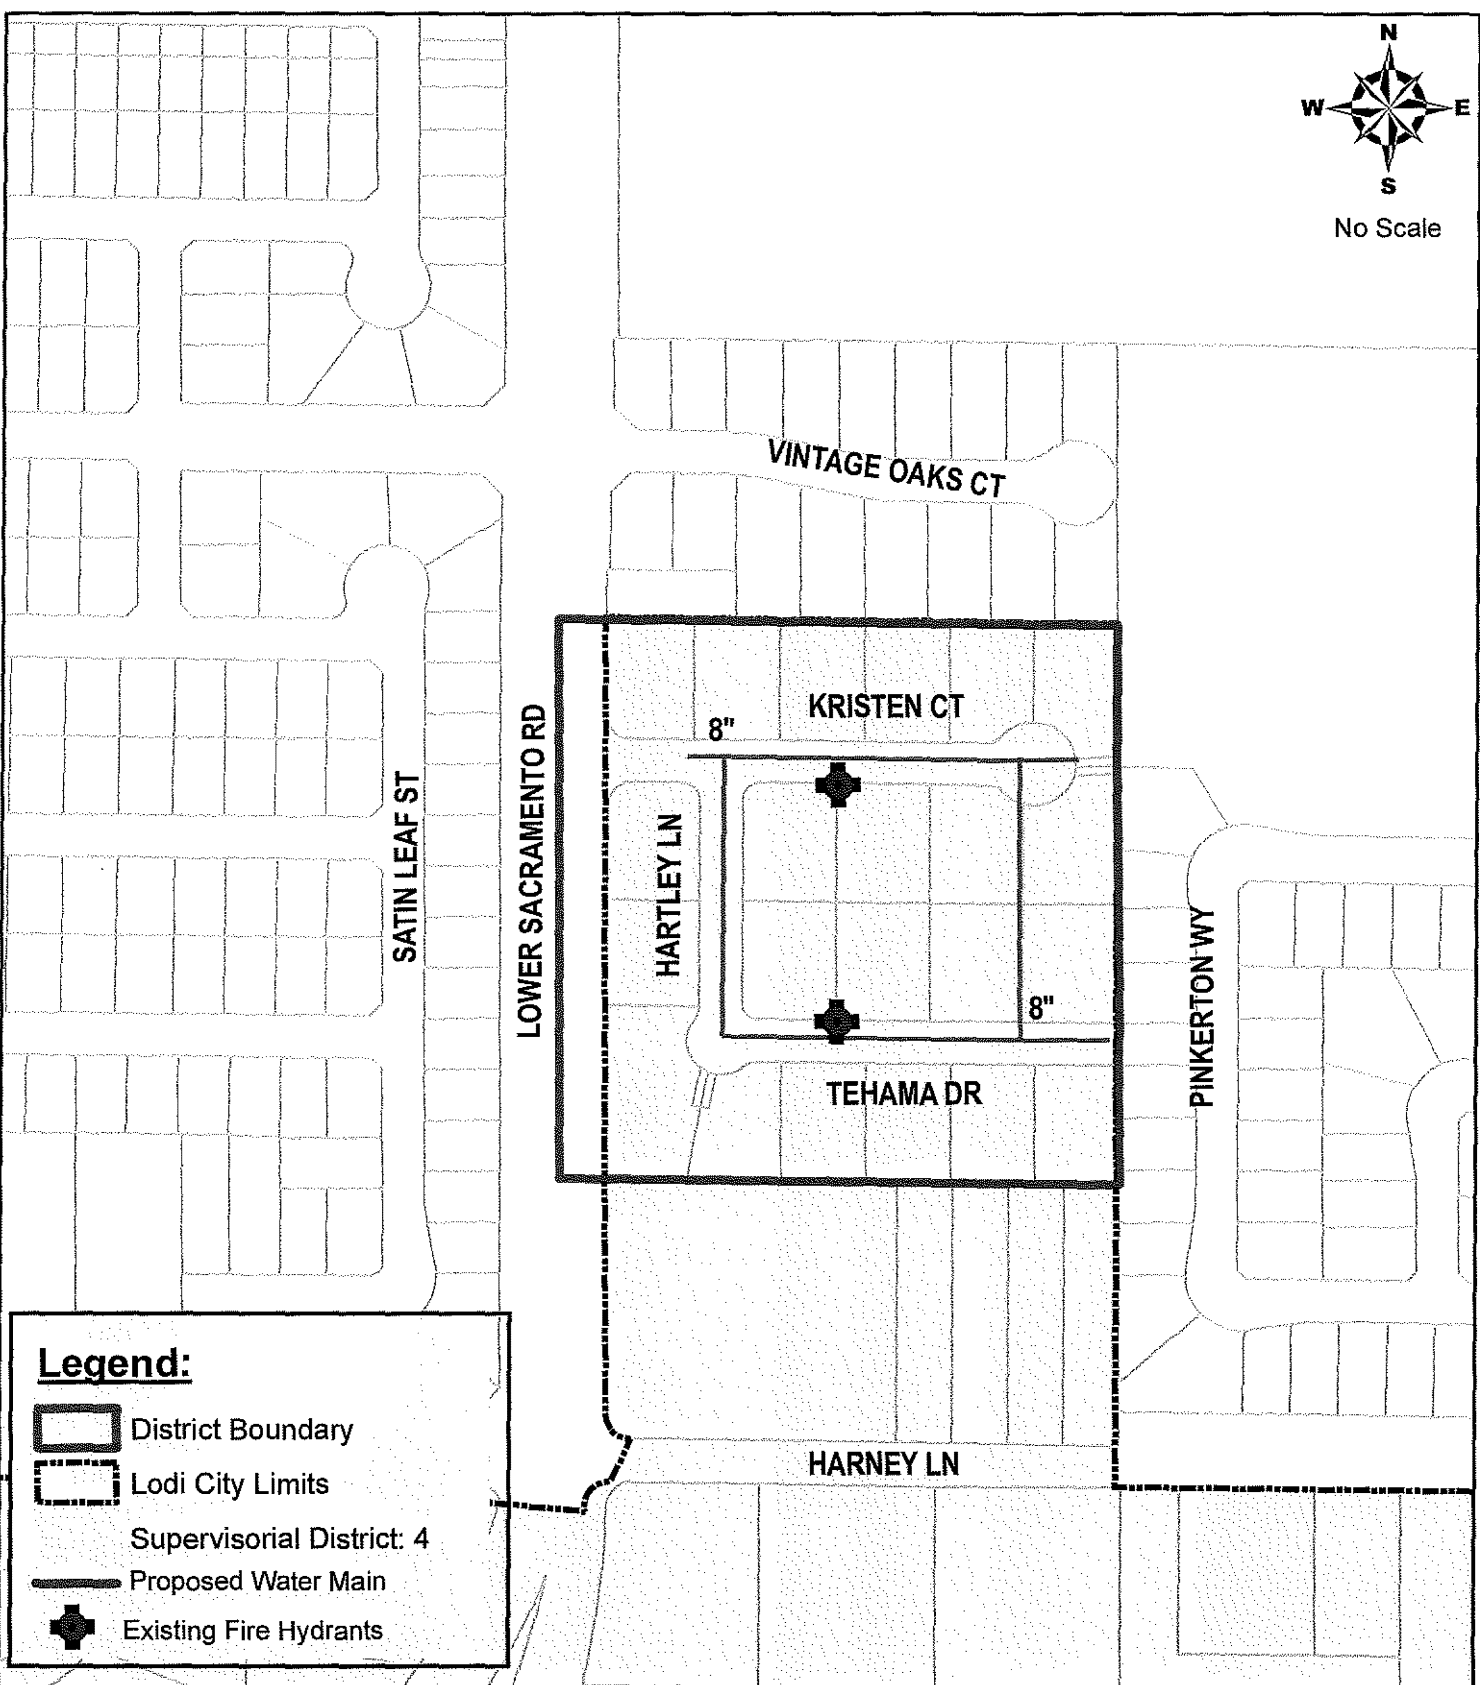 N
W E
S
No Scale
VINTAGE OAKS CT
KRISTEN CT
8"
LOWER SACRAMENTO RD
SATIN LEAF ST
HARTLEY LN
PINKERTON WY
8"
TEHAMA DR
HARNEY LN
Legend:
District Boundary
Lodi City Limits
Supervisorial District: 4
Proposed Water Main
Existing Fire Hydrants